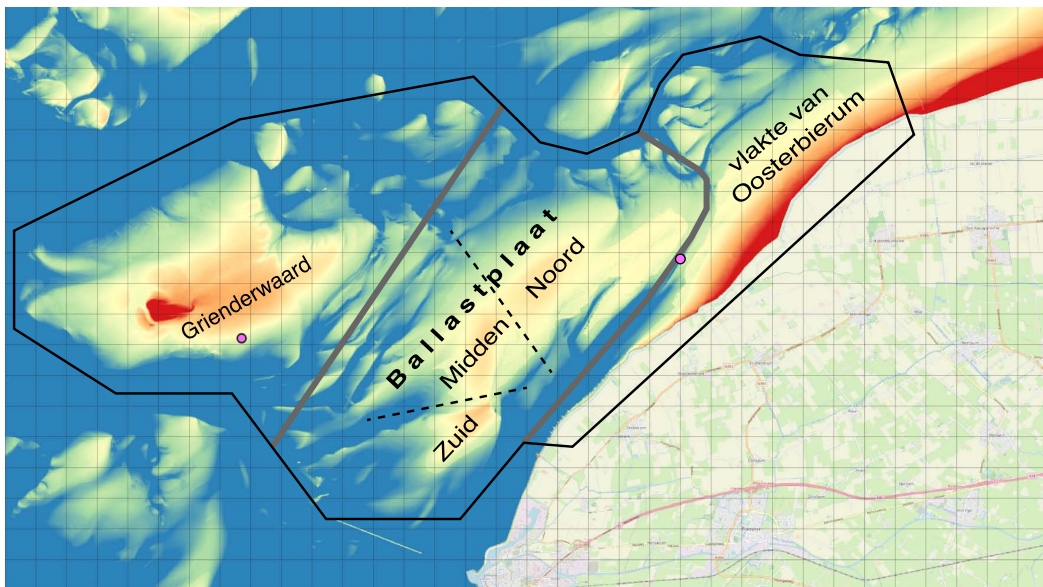 vlakte van
Oosterbierum
Grienderwaard
Ballastplaat
Noord
Midden
Zuid